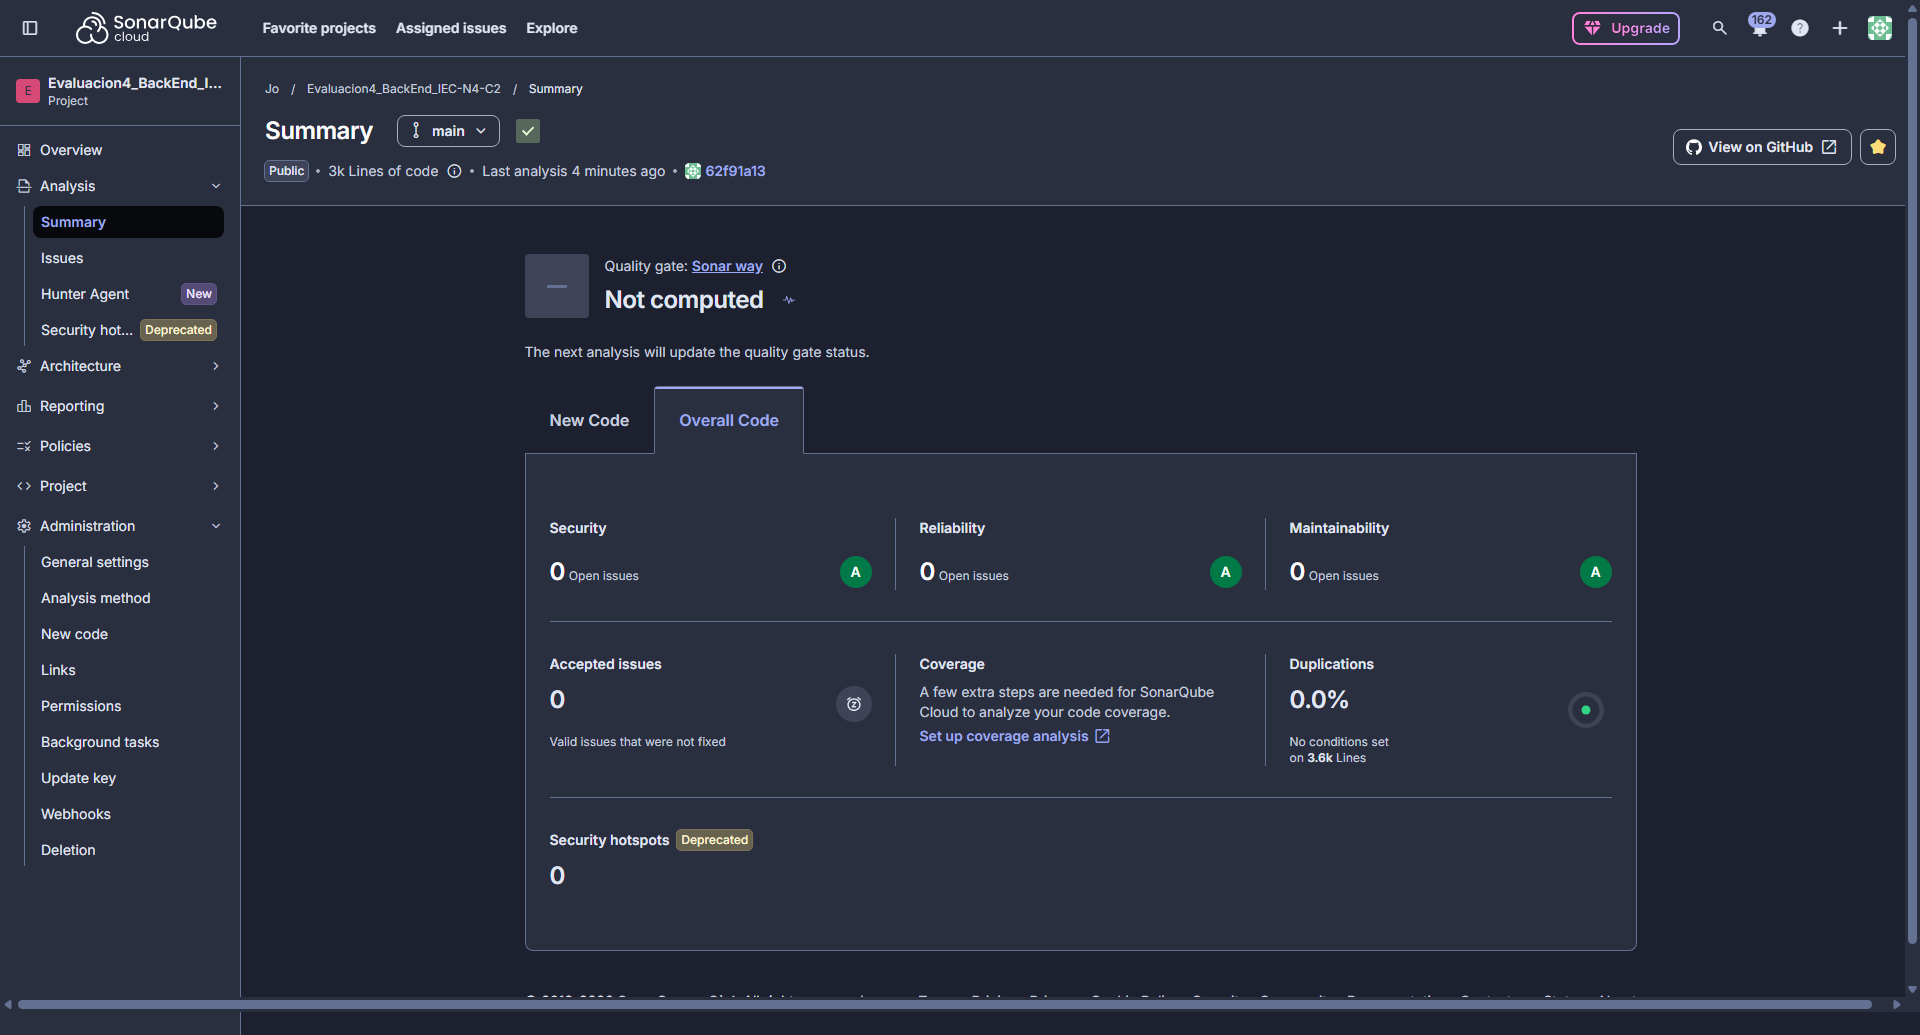 SonarQube
cloud
Favorite projects
Assigned issues
Explore
Upgrade
162
E
Evaluacion4_BackEnd_I...
Project
Overview
Analysis
Summary
Issues
Hunter Agent
New
Security hot...
Deprecated
Architecture
Reporting
Policies
Project
Administration
General settings
Analysis method
New code
Links
Permissions
Background tasks
Update key
Webhooks
Deletion
Jo / Evaluacion4_BackEnd_IEC-N4-C2 / Summary
Summary
main
View on GitHub
Public • 3k Lines of code • Last analysis 4 minutes ago • 62f91a13
Quality gate: Sonar way
Not computed
The next analysis will update the quality gate status.
New Code
Overall Code
Security
0 Open issues
A
Reliability
0 Open issues
A
Maintainability
0 Open issues
A
Accepted issues
0
Valid issues that were not fixed
Coverage
A few extra steps are needed for SonarQube
Cloud to analyze your code coverage.
Set up coverage analysis
Duplications
0.0%
No conditions set
on 3.6k Lines
Security hotspots
Deprecated
0